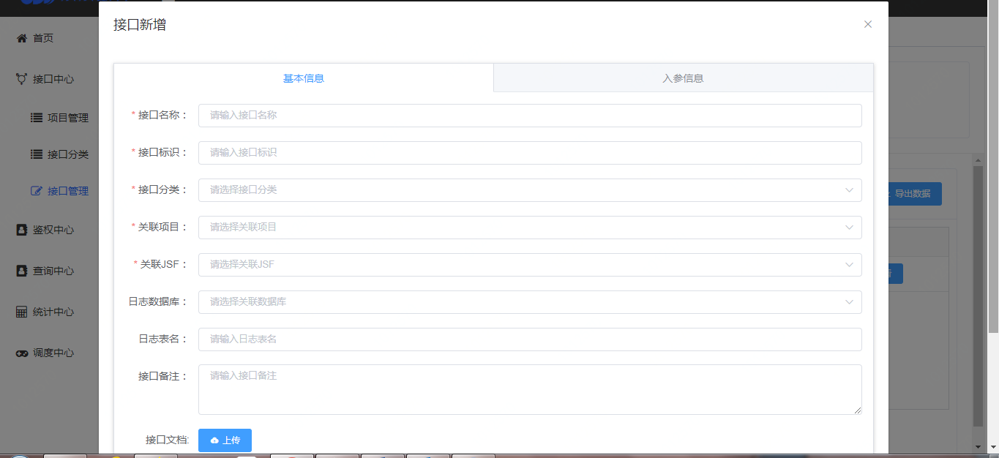 接口新增
首页
接口中心
项目管理
接口分类
接口管理
鉴权中心
查询中心
统计中心
调度中心
基本信息
入参信息
* 接口名称：
请输入接口名称
* 接口标识：
请输入接口标识
* 接口分类：
请选择接口分类
* 关联项目：
请选择关联项目
* 关联JSF：
请选择关联JSF
日志数据库：
请选择关联数据库
日志表名：
请输入日志表名
接口备注：
请输入接口备注
接口文档:
上传
导出数据